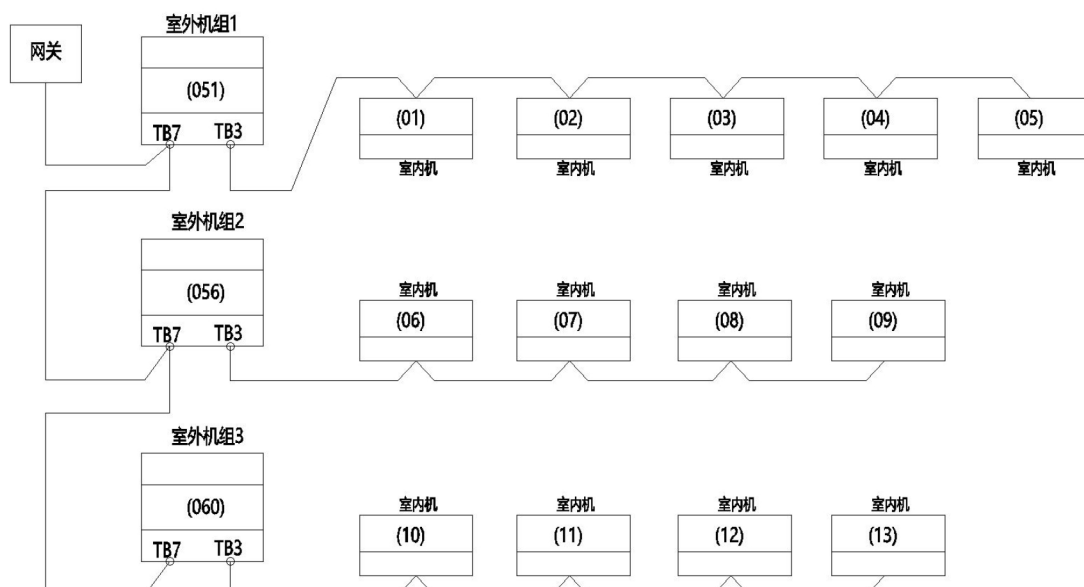 室外机组1
网关
(051)
TB7 TB3
(01) (02) (03) (04) (05)
室内机 室内机 室内机 室内机 室内机
室外机组2
(056)
TB7 TB3
室内机 室内机 室内机 室内机
(06) (07) (08) (09)
室外机组3
(060)
TB7 TB3
室内机 室内机 室内机 室内机
(10) (11) (12) (13)